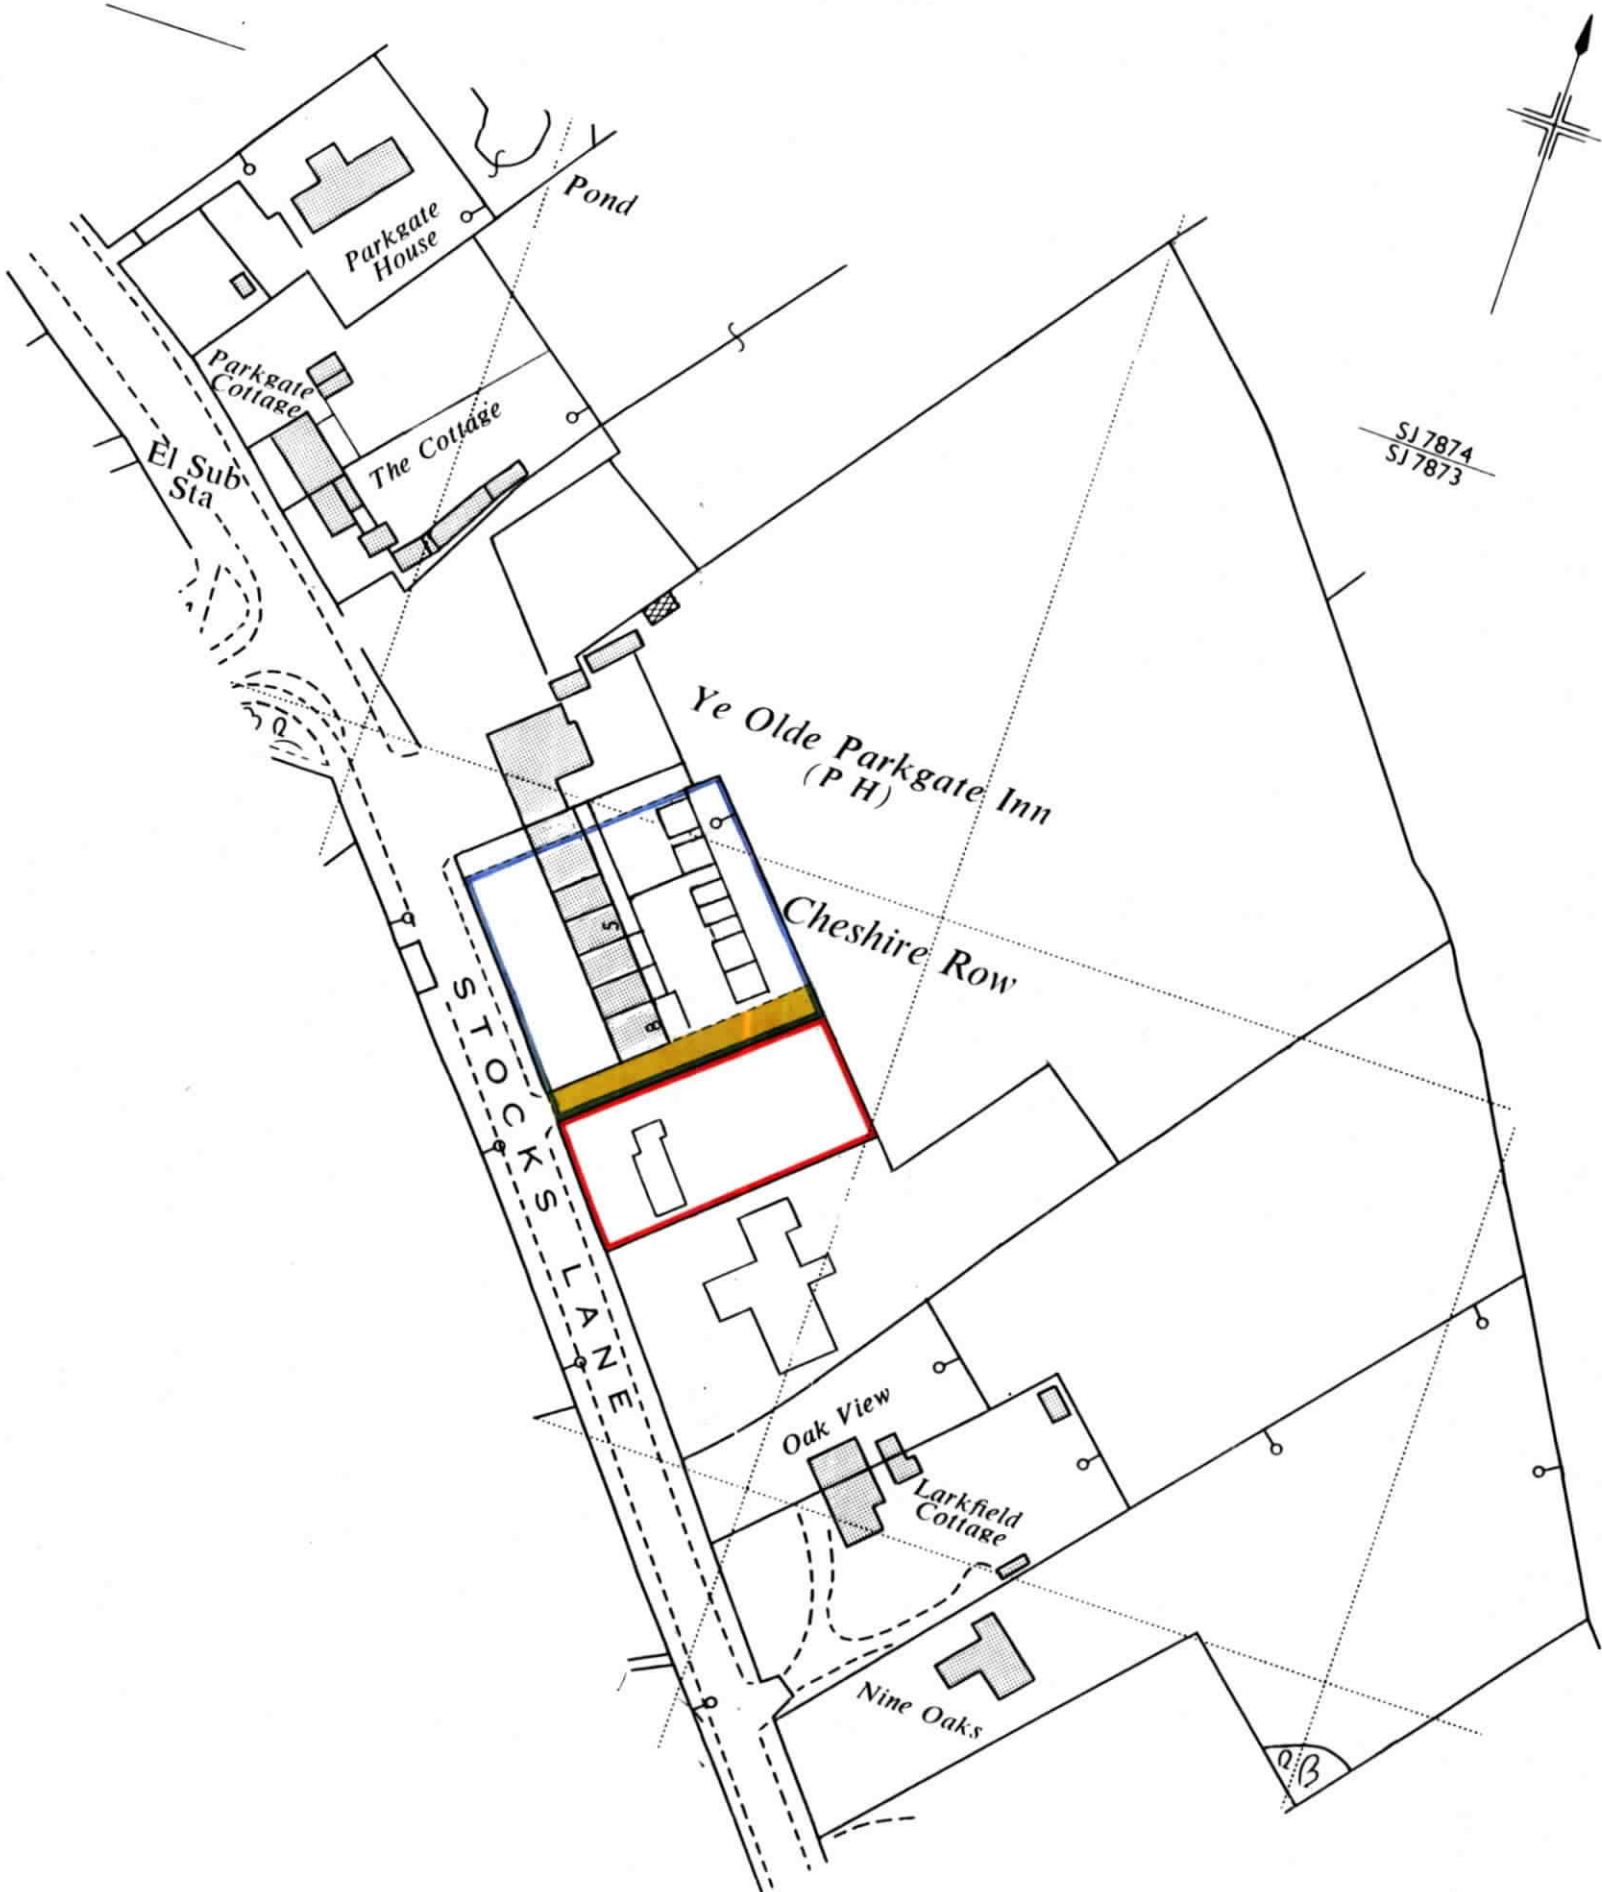 Pond
Parkgate
House
Parkgate
Cottage
The Cottage
El Sub
Sta
SJ 7874
SJ 7873
Ye Olde Parkgate Inn
(P H)
Cheshire Row
5
8
STOCKS LANE
Oak View
Larkfield
Cottage
Nine Oaks